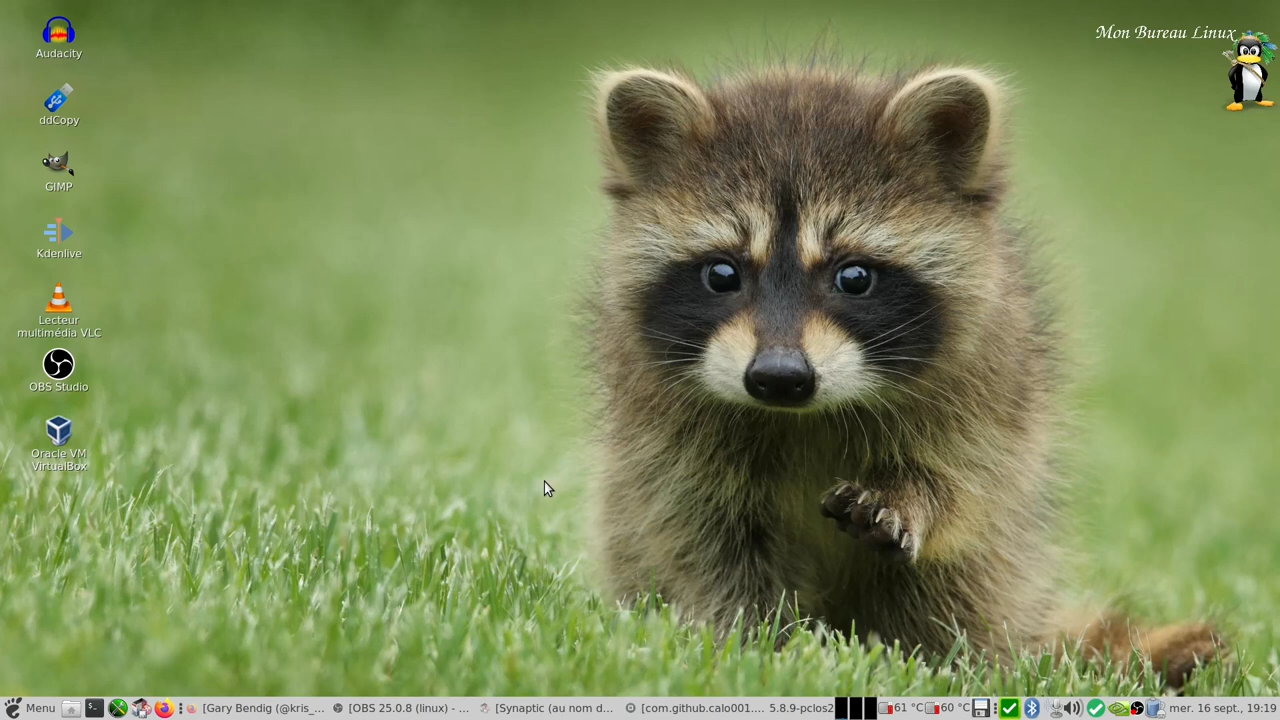 Mon Bureau Linux
Audacity
ddCopy
GIMP
Kdenlive
Lecteur
multimédia VLC
OBS Studio
Oracle VM
VirtualBox
Menu
[Gary Bendig@kris_...
[OBS 25.0.8 (linux) - ...
[Synaptic (au nom d...
[com.github.calo001....
5.8.9-pclos2
61 °C
60 °C
mer. 16 sept., 19:19